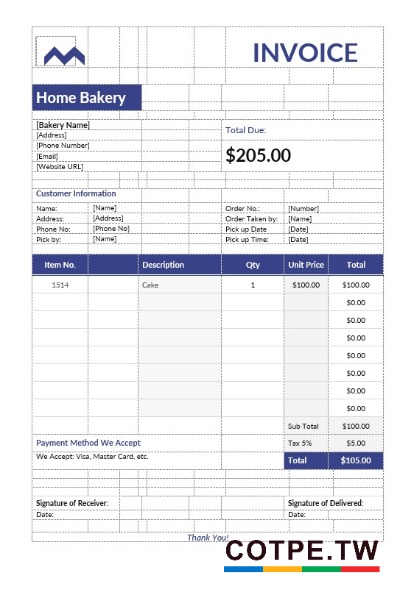 INVOICE
Home Bakery
[Bakery Name]
[Address]
[Phone Number]
[Email]
[Website URL]
Total Due:
$205.00
Customer Information
Name: [Name] Order No.: [Number]
Address: [Address] Order Taken by: [Name]
Phone No: [Phone No] Pick up Date [Date]
Pick by: [Name] Pick up Time: [Date]
Item No. Description Qty Unit Price Total
1514 Cake 1 $100.00 $100.00
$0.00
$0.00
$0.00
$0.00
$0.00
$0.00
$0.00
Sub Total $100.00
Payment Method We Accept Tax 5% $5.00
We Accept: Visa, Master Card, etc. Total $105.00
Signature of Receiver: Signature of Delivered:
Date: Date:
Thank You!
COTPE.TW